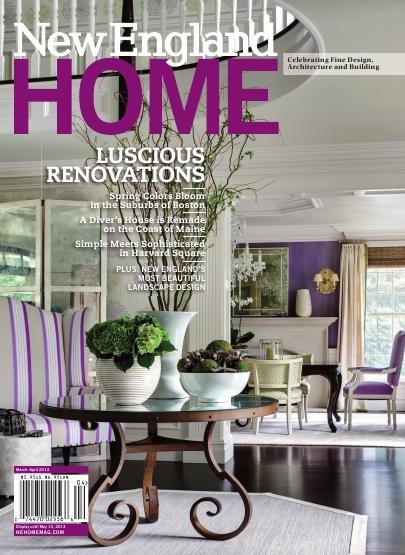 New England
HOME
Celebrating Fine Design,
Architecture and Building
LUSCIOUS
RENOVATIONS
Spring Colors Bloom
in the Suburbs of Boston
A Diver's House is Remade
on the Coast of Maine
Simple Meets Sophisticated
in Harvard Square
PLUS: NEW ENGLAND'S
MOST BEAUTIFUL
LANDSCAPE DESIGN
March–April 2013
04
Display until May 13, 2013
NEHOMEMAG.COM